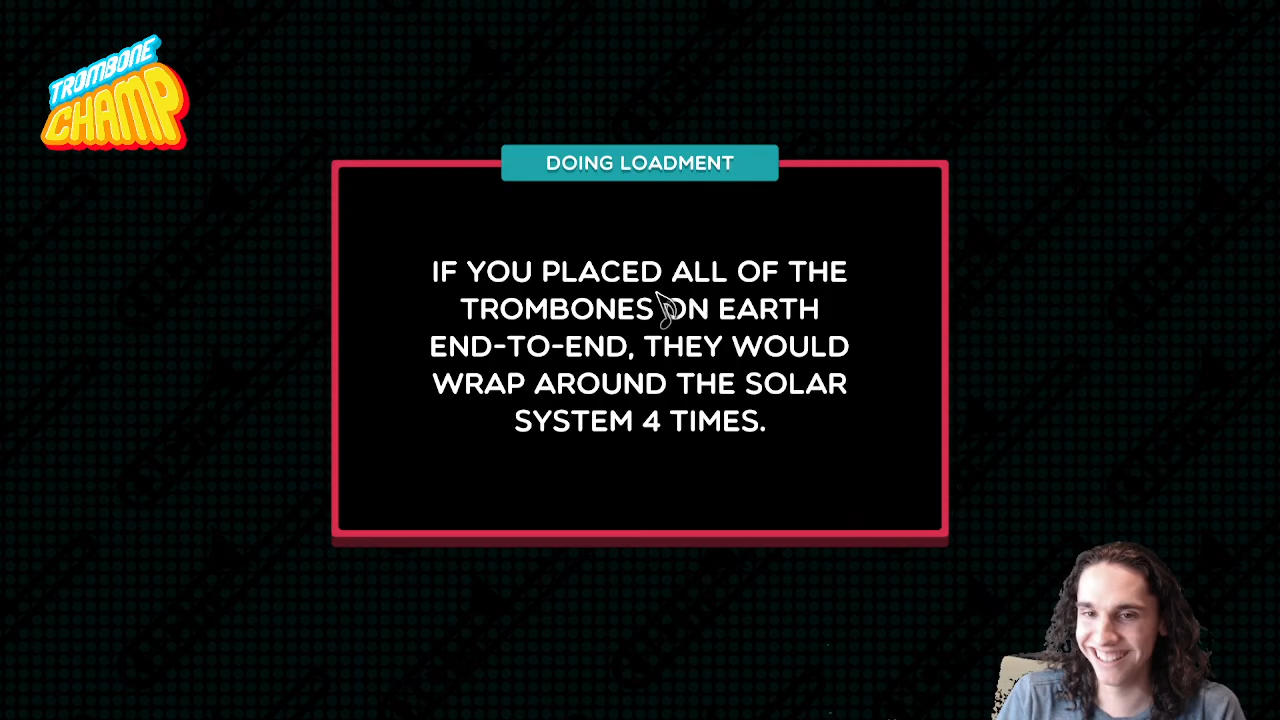 TROMBONE
CHAMP
DOING LOADMENT
IF YOU PLACED ALL OF THE
TROMBONES ON EARTH
END-TO-END, THEY WOULD
WRAP AROUND THE SOLAR
SYSTEM 4 TIMES.